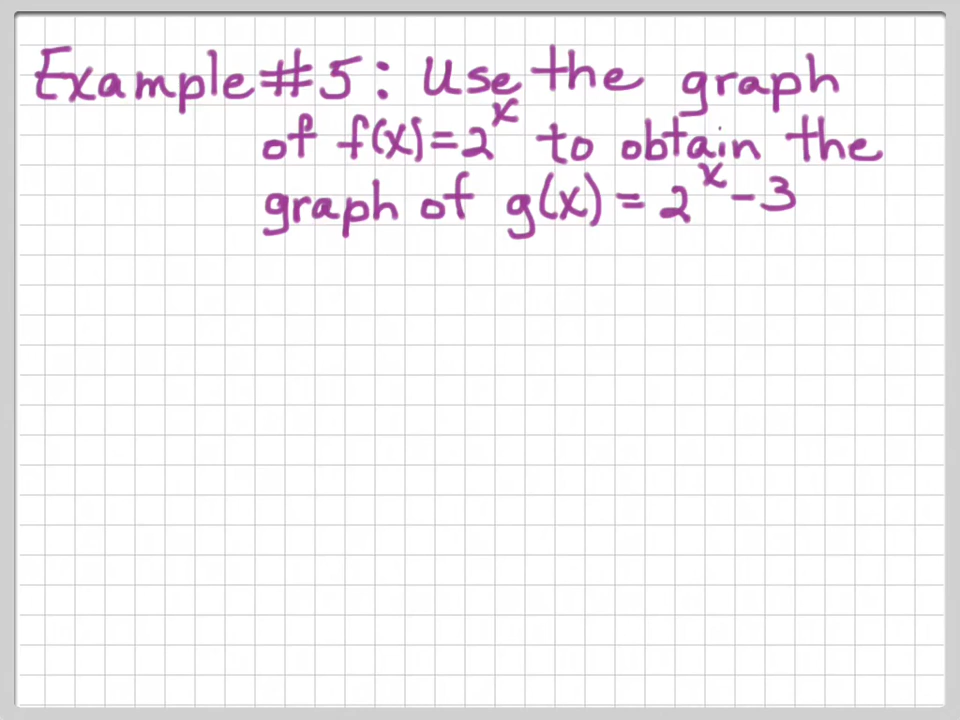 Example #5: Use the graph
of f(x)=2^x to obtain the
graph of g(x) = 2^x - 3